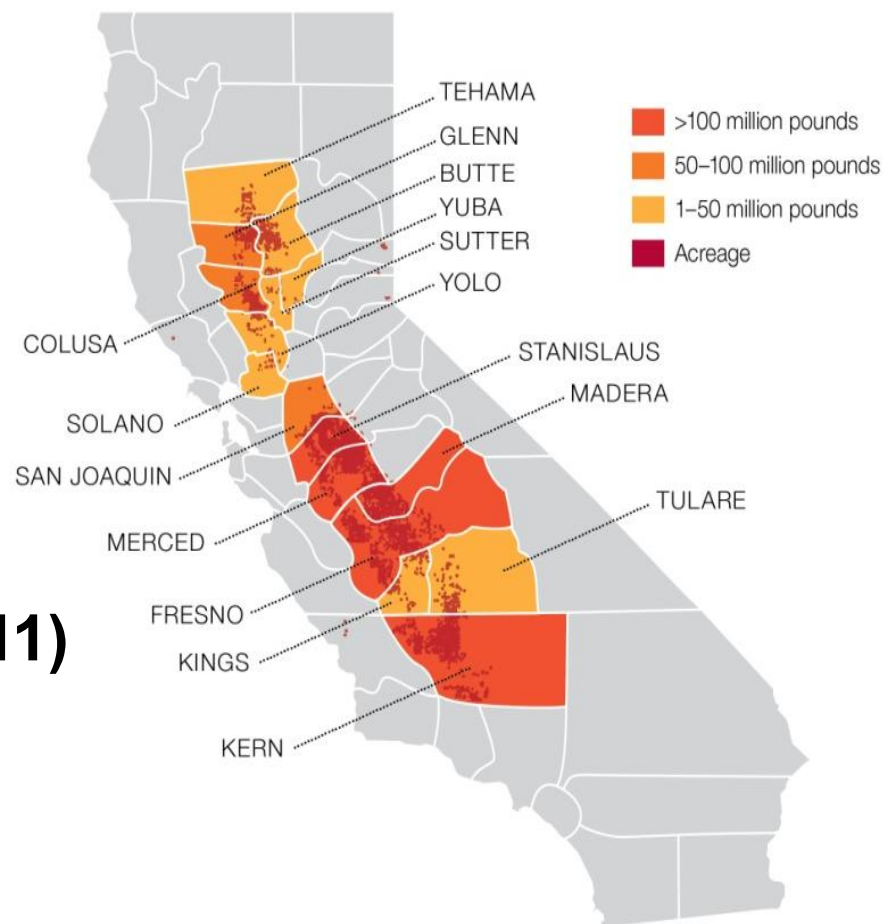 TEHAMA
GLENN
BUTTE
YUBA
SUTTER
YOLO
>100 million pounds
50–100 million pounds
1–50 million pounds
Acreage
COLUSA
STANISLAUS
MADERA
SOLANO
SAN JOAQUIN
TULARE
MERCED
FRESNO
KINGS
KERN